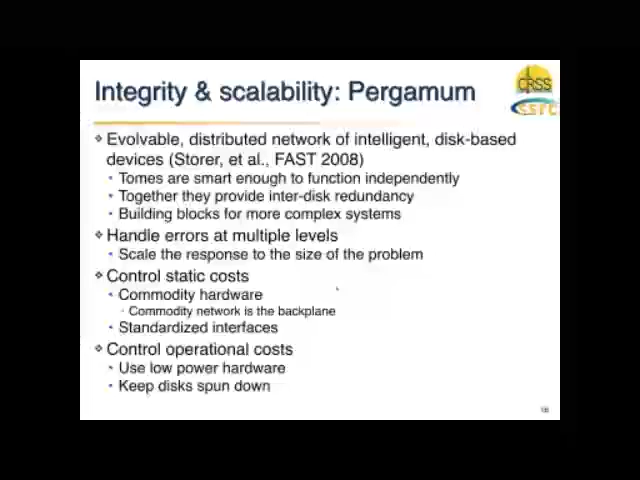 Integrity & scalability: Pergamum
CRSS
ssrc
❖ Evolvable, distributed network of intelligent, disk-based
devices (Storer, et al., FAST 2008)
• Tomes are smart enough to function independently
• Together they provide inter-disk redundancy
• Building blocks for more complex systems
❖ Handle errors at multiple levels
• Scale the response to the size of the problem
❖ Control static costs
• Commodity hardware
• Commodity network is the backplane
• Standardized interfaces
❖ Control operational costs
• Use low power hardware
• Keep disks spun down